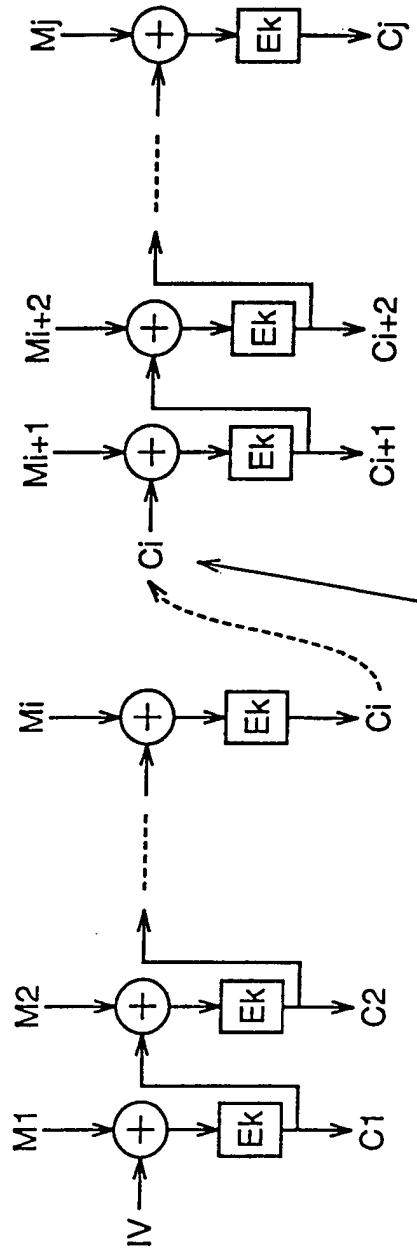 M1 M2 Mi Mi+1 Mi+2 Mj
IV + + + Ci + + +
Ek Ek Ek Ek Ek Ek
C1 C2 Ci Ci+1 Ci+2 Cj